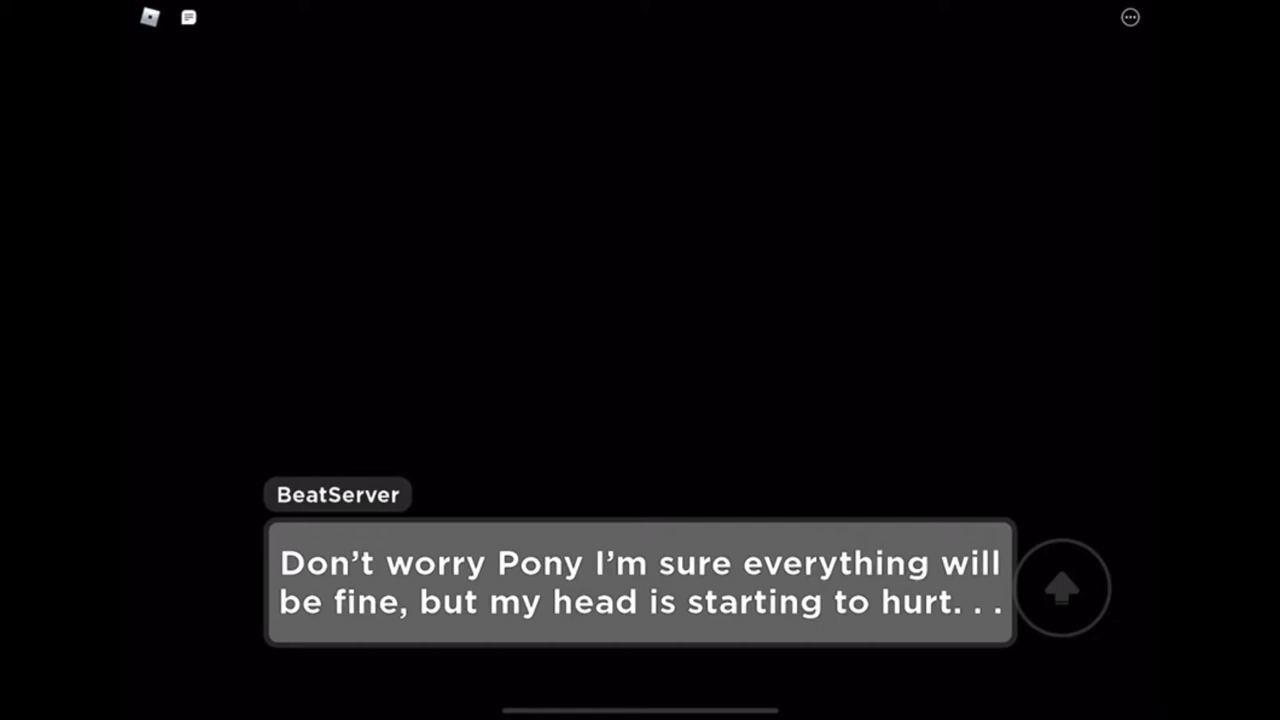 BeatServer
Don’t worry Pony I’m sure everything will
be fine, but my head is starting to hurt. . .